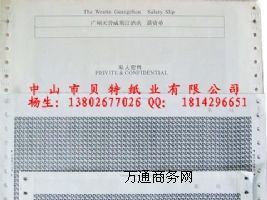 The Westin Guangzhou Salary Slip
广州天誉威斯汀酒店 薪资单
私人密件
PRIVITE & CONFIDENTIAL
中山市贝特纸业有限公司
杨生：13802677026 QQ：1814296651
万通商务网